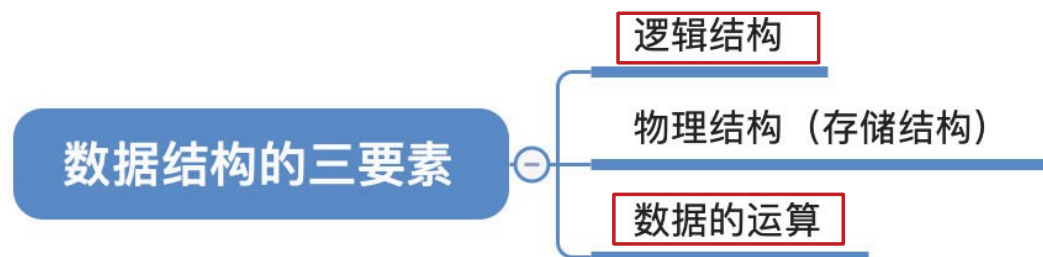 逻辑结构
物理结构（存储结构）
数据结构的三要素
数据的运算